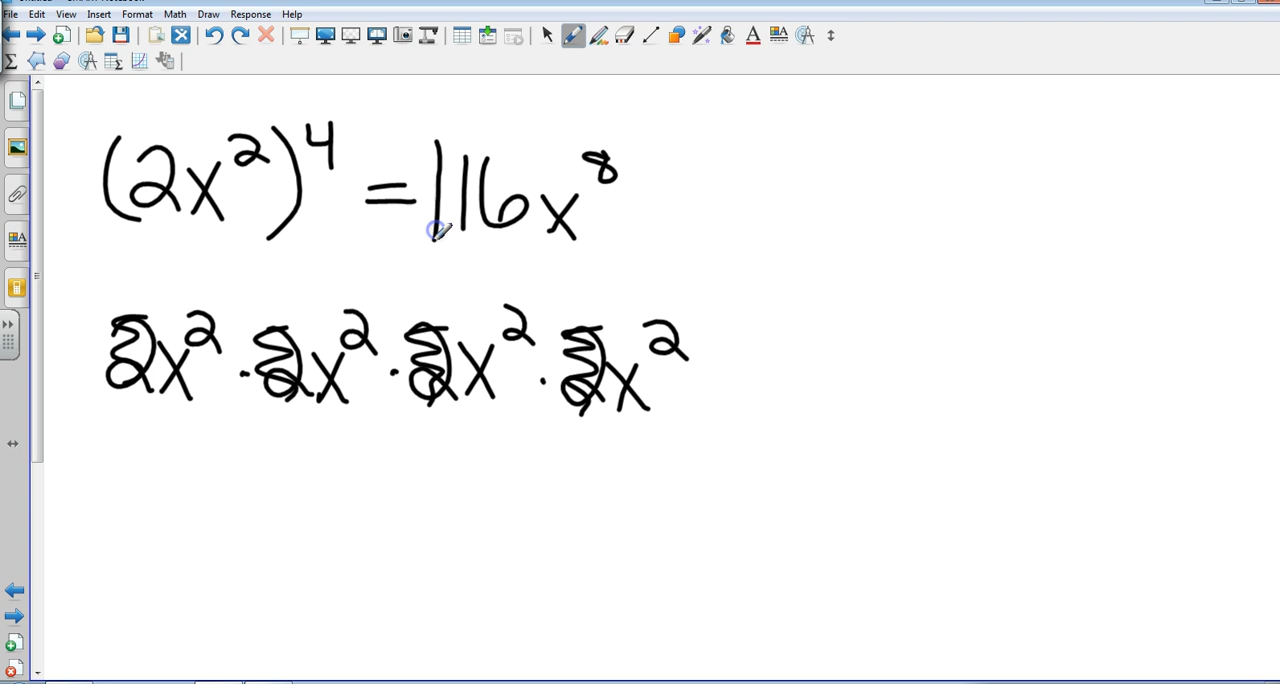 File Edit View Insert Format Math Draw Response Help
(2x²)⁴ = |16x⁸
2x² · 2x² · 2x² · 2x²